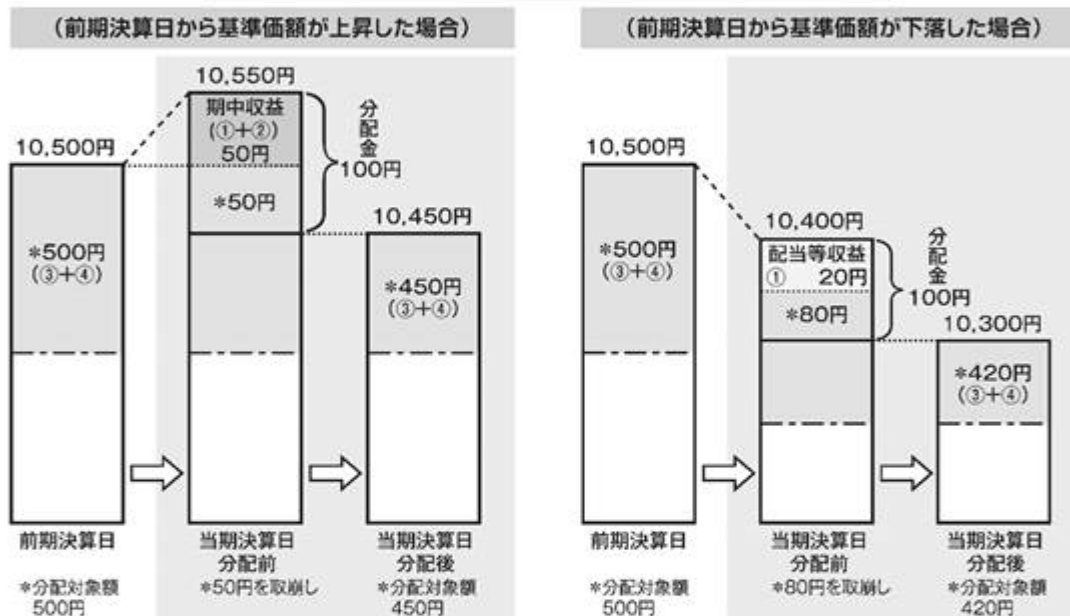 (前期決算日から基準価額が上昇した場合)
10,550円
期中収益
(①+②)
50円
*50円
分配金
100円
10,500円
*500円
(③+④)
10,450円
*450円
(③+④)
前期決算日
*分配対象額
500円
当期決算日
分配前
*50円を取崩し
当期決算日
分配後
*分配対象額
450円
(前期決算日から基準価額が下落した場合)
10,500円
*500円
(③+④)
10,400円
配当等収益
① 20円
*80円
分配金
100円
10,300円
*420円
(③+④)
前期決算日
*分配対象額
500円
当期決算日
分配前
*80円を取崩し
当期決算日
分配後
*分配対象額
420円